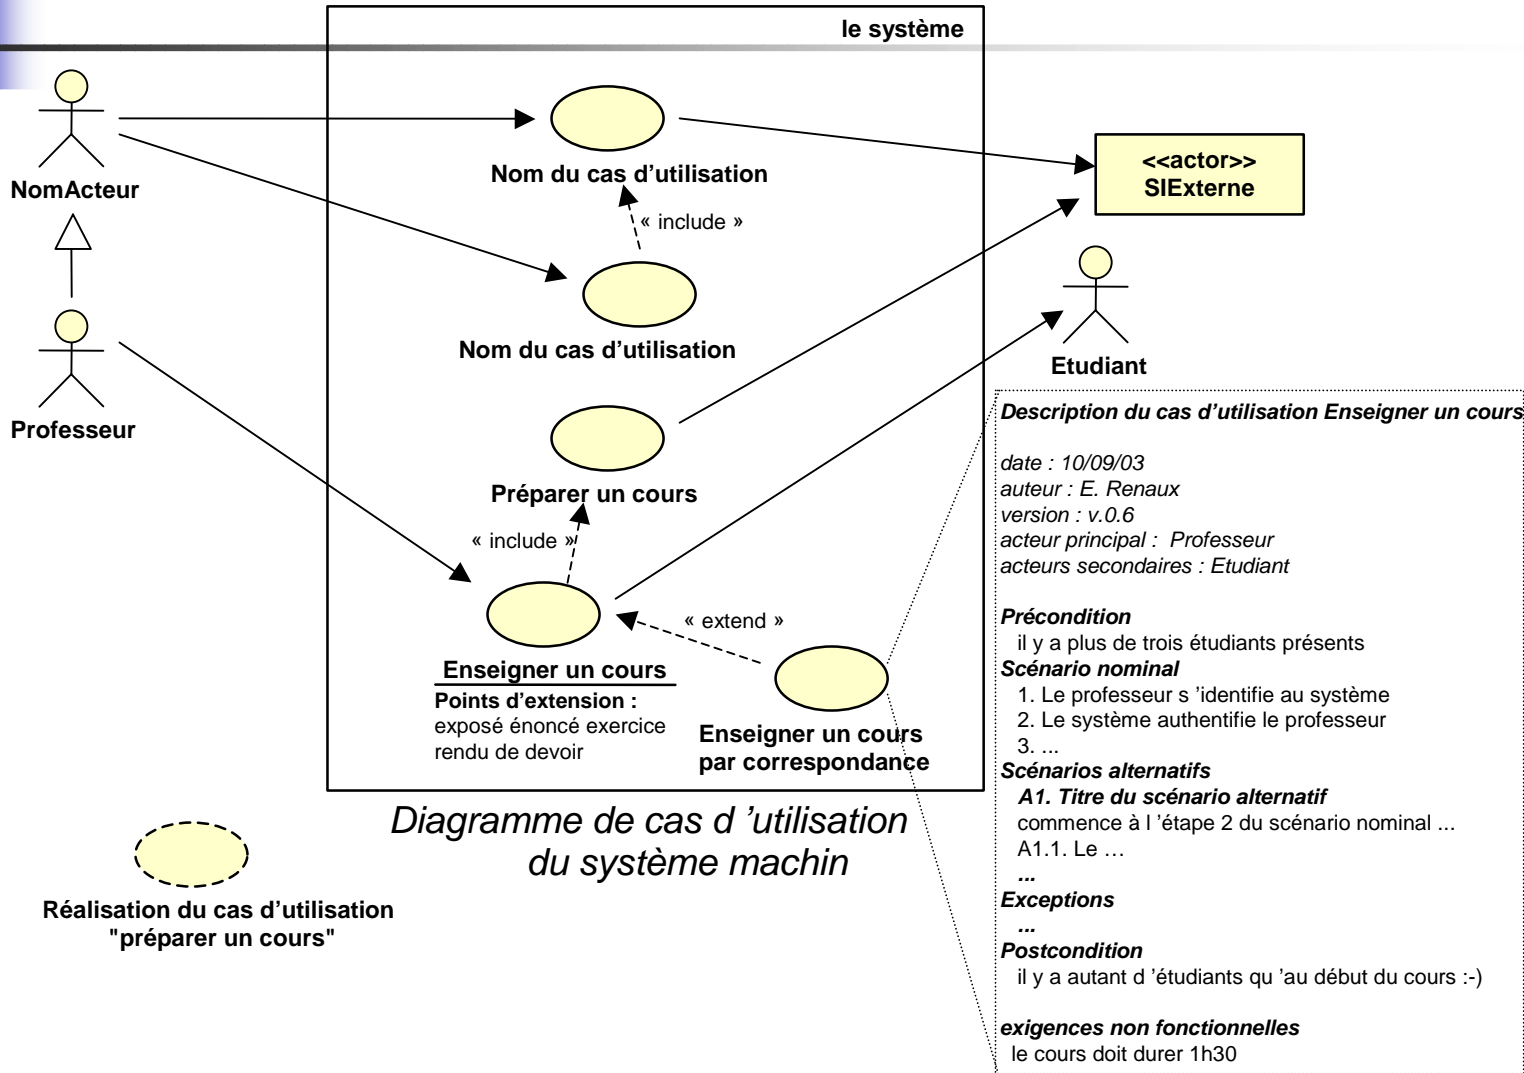 le système
NomActeur
Nom du cas d’utilisation
« include »
<<actor>>
SIExterne
Nom du cas d’utilisation
Etudiant
Professeur
Préparer un cours
« include »
« extend »
Enseigner un cours
Points d’extension :
exposé énoncé exercice
rendu de devoir
Enseigner un cours
par correspondance
Diagramme de cas d ’utilisation
du système machin
Réalisation du cas d’utilisation
"préparer un cours"
Description du cas d’utilisation Enseigner un cours
date : 10/09/03
auteur : E. Renaux
version : v.0.6
acteur principal : Professeur
acteurs secondaires : Etudiant
Précondition
il y a plus de trois étudiants présents
Scénario nominal
1. Le professeur s ’identifie au système
2. Le système authentifie le professeur
3. ...
Scénarios alternatifs
A1. Titre du scénario alternatif
commence à l ’étape 2 du scénario nominal ...
A1.1. Le …
...
Exceptions
...
Postcondition
il y a autant d ’étudiants qu ’au début du cours :-)
exigences non fonctionnelles
le cours doit durer 1h30